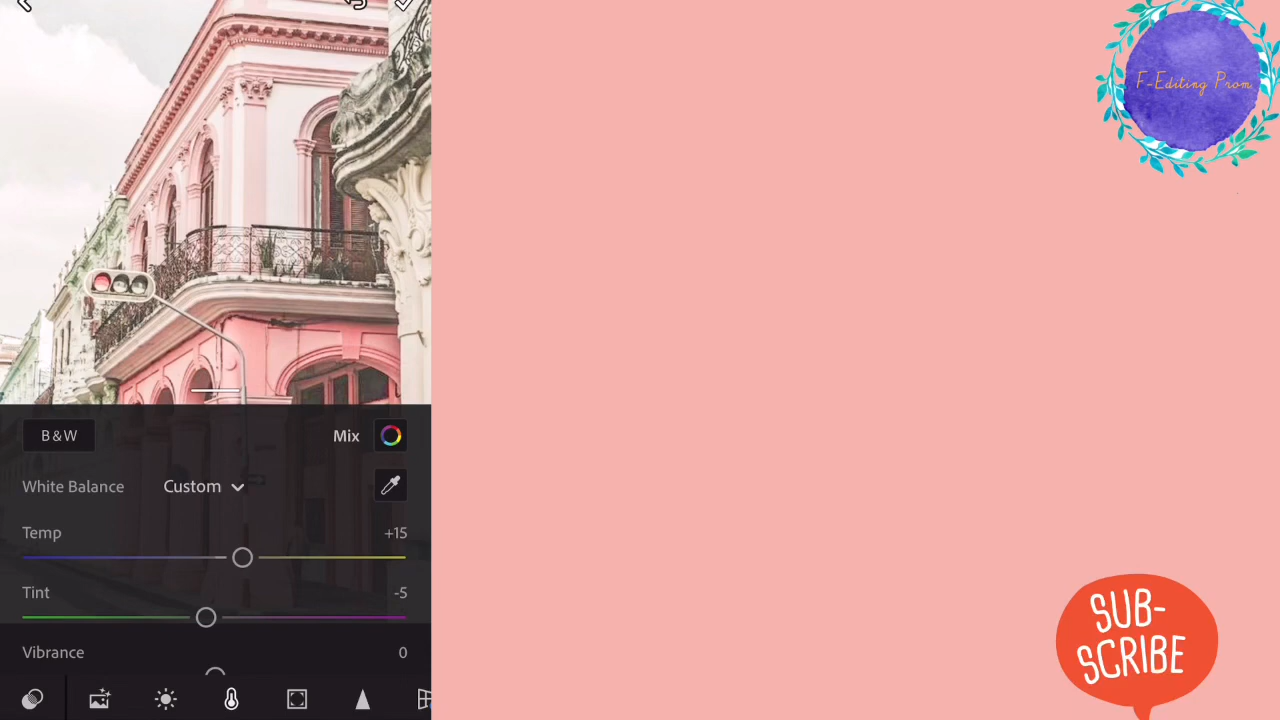 F-Editing Prom
B&W
Mix
White Balance
Custom
Temp
+15
Tint
-5
Vibrance
0
SUB-
SCRIBE